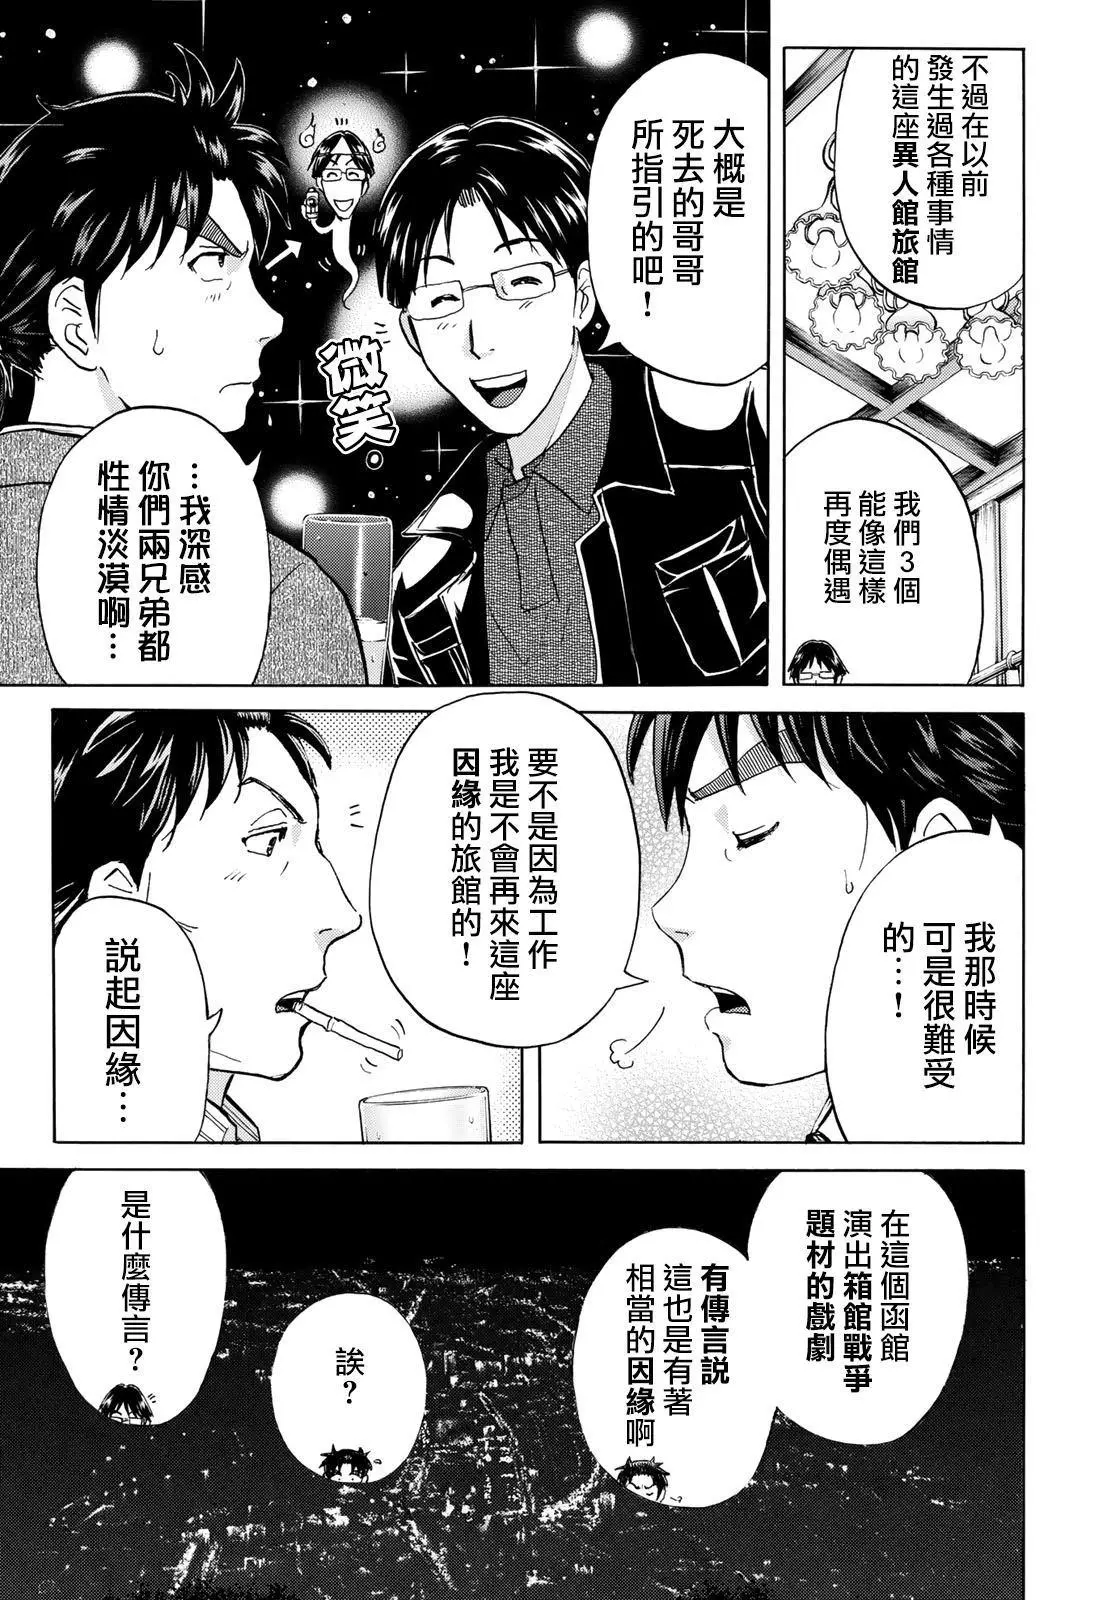 不過在以前
發生過各種事情
的這座異人館旅館
我們3個
能像這樣
再度偶遇
大概是
死去的哥哥
所指引的吧！
微笑
…我深感
你們兩兄弟都
性情淡漠啊…
我那時候
可是很難受
的…！
要不是因為工作
我是不會再來這座
因緣的旅館的！
說起因緣…
在這個函館
演出箱館戰爭
題材的戲劇
有傳言說
這也是有著
相當的因緣啊
誒？
是什麼傳言？